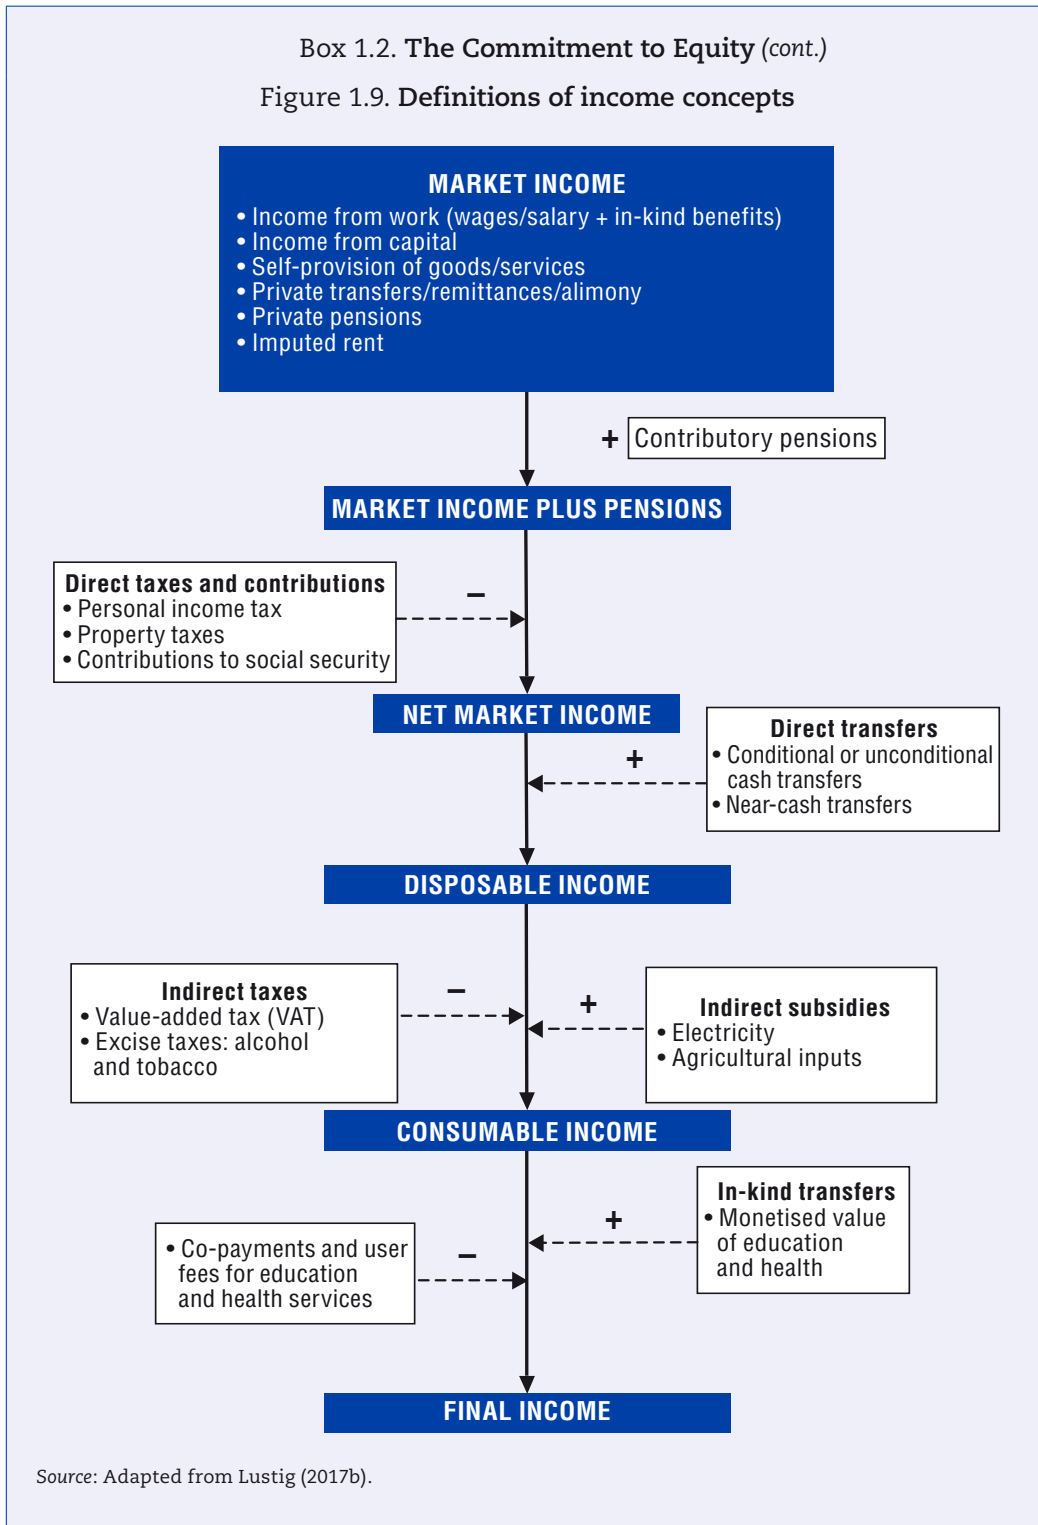 Box 1.2. The Commitment to Equity (cont.)
Figure 1.9. Definitions of income concepts
MARKET INCOME
• Income from work (wages/salary + in-kind benefits)
• Income from capital
• Self-provision of goods/services
• Private transfers/remittances/alimony
• Private pensions
• Imputed rent
+ Contributory pensions
MARKET INCOME PLUS PENSIONS
Direct taxes and contributions
• Personal income tax
• Property taxes
• Contributions to social security
–
NET MARKET INCOME
Direct transfers
• Conditional or unconditional
cash transfers
• Near-cash transfers
+
DISPOSABLE INCOME
Indirect taxes
• Value-added tax (VAT)
• Excise taxes: alcohol
and tobacco
–
+
Indirect subsidies
• Electricity
• Agricultural inputs
CONSUMABLE INCOME
In-kind transfers
• Monetised value
of education
and health
+
• Co-payments and user
fees for education
and health services
–
FINAL INCOME
Source: Adapted from Lustig (2017b).